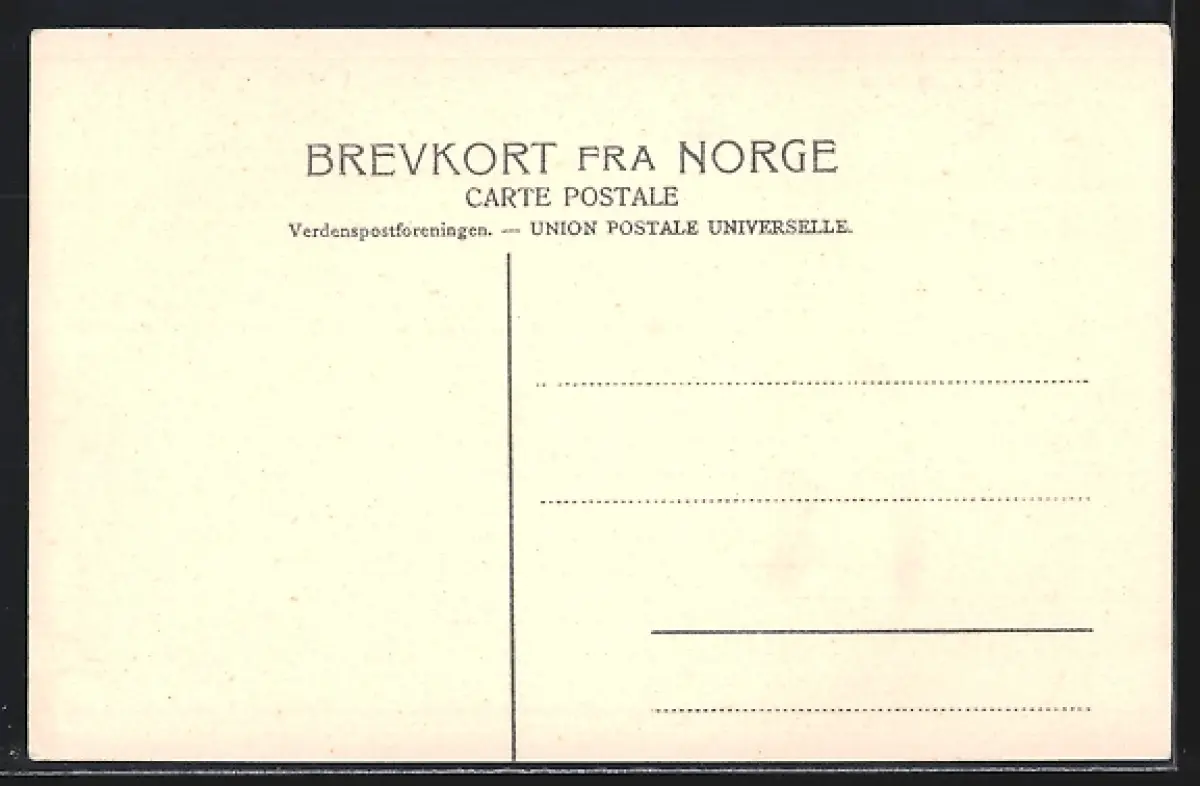 BREVKORT FRA NORGE
CARTE POSTALE
Verdenspostforeningen. — UNION POSTALE UNIVERSELLE.